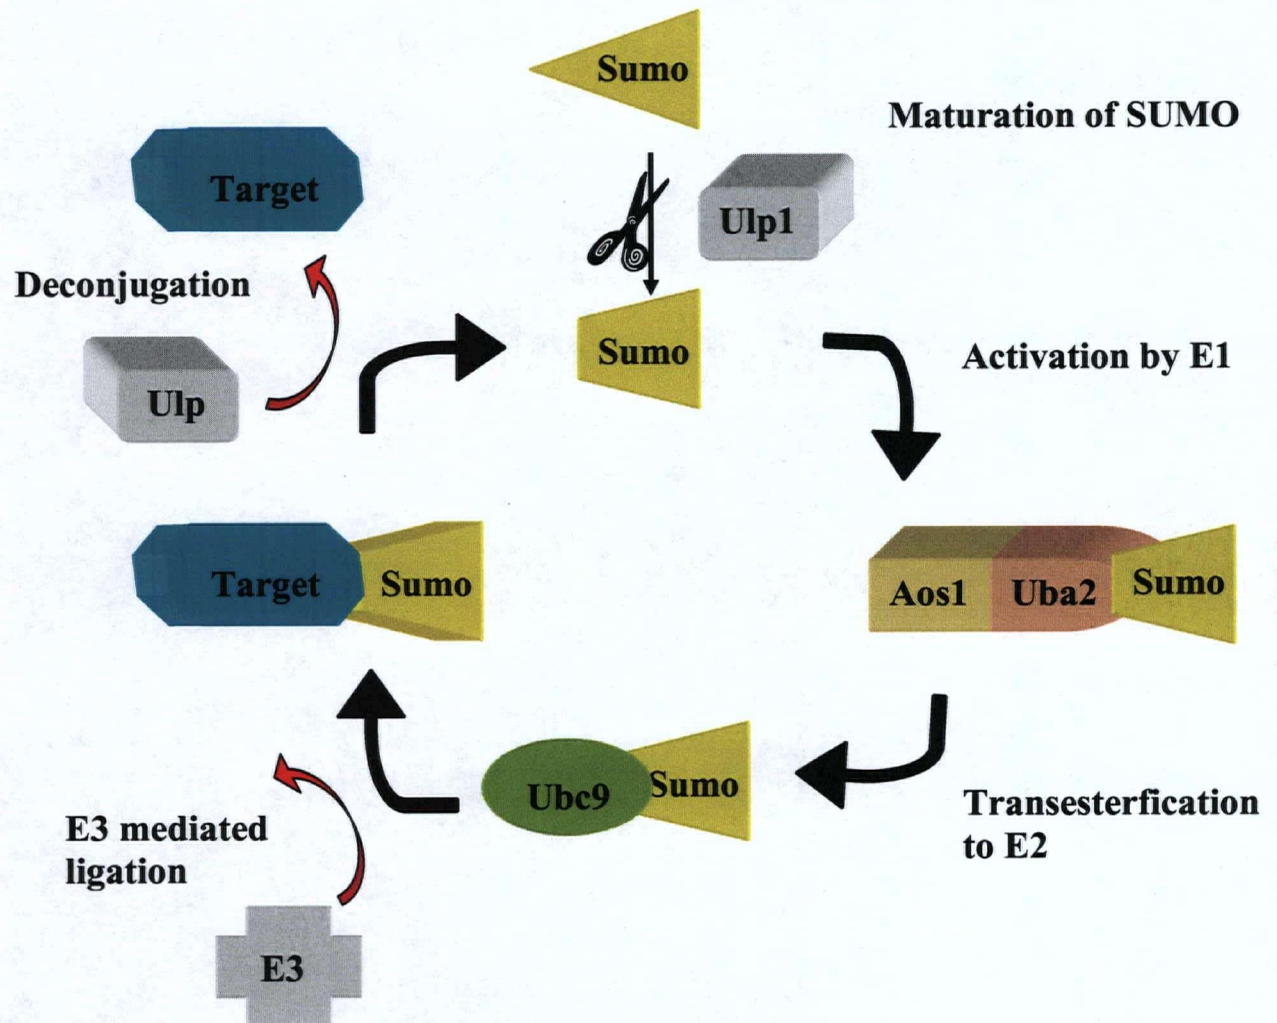 Sumo
Maturation of SUMO
Target
Ulp1
Deconjugation
Sumo
Activation by E1
Ulp
Target
Sumo
Aos1
Uba2
Sumo
Ubc9
Sumo
Transesterfication
to E2
E3 mediated
ligation
E3